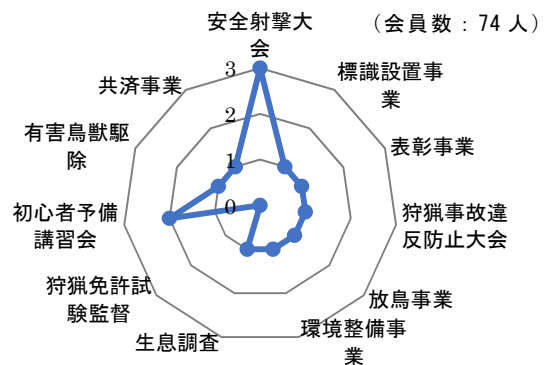 安全射撃大
会
（会員数：74 人）
標識設置事
業
表彰事業
狩猟事故違
反防止大会
放鳥事業
環境整備事
業
生息調査
狩猟免許試
験監督
初心者予備
講習会
有害鳥獣駆
除
共済事業
3
2
1
0